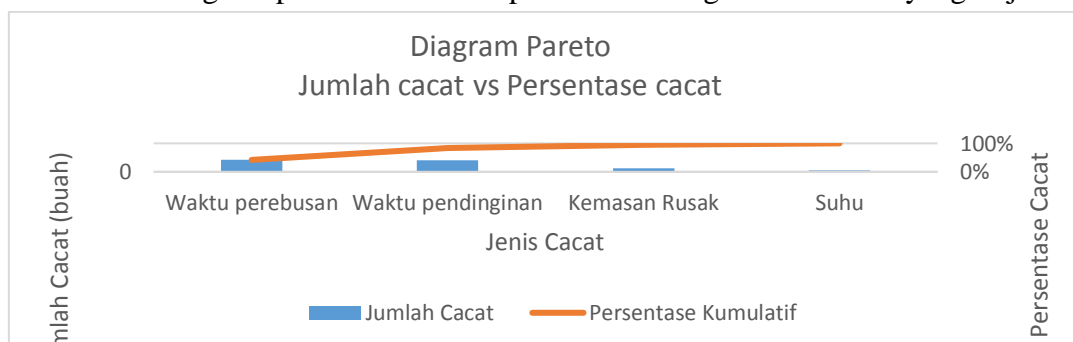 Diagram Pareto
Jumlah cacat vs Persentase cacat
100%
0
0%
Waktu perebusan Waktu pendinginan Kemasan Rusak Suhu
Jenis Cacat
Cacat (buah)
Persentase Cacat
Jumlah Cacat Persentase Kumulatif